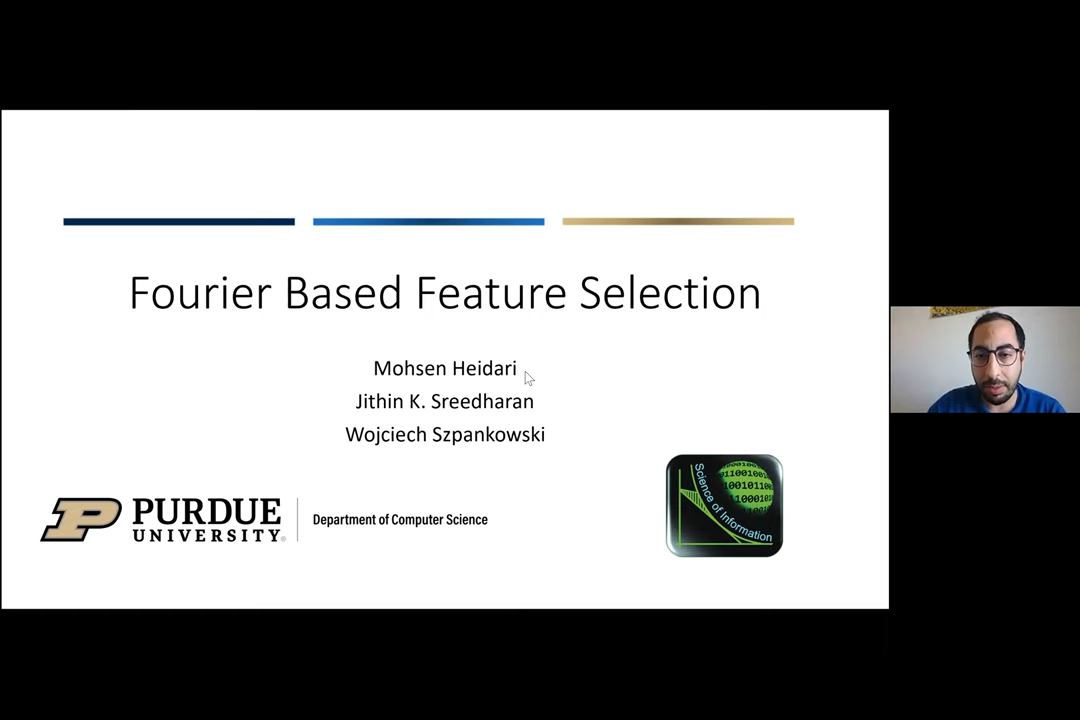 Fourier Based Feature Selection
Mohsen Heidari
Jithin K. Sreedharan
Wojciech Szpankowski
PURDUE
UNIVERSITY®
Department of Computer Science
Science of Information